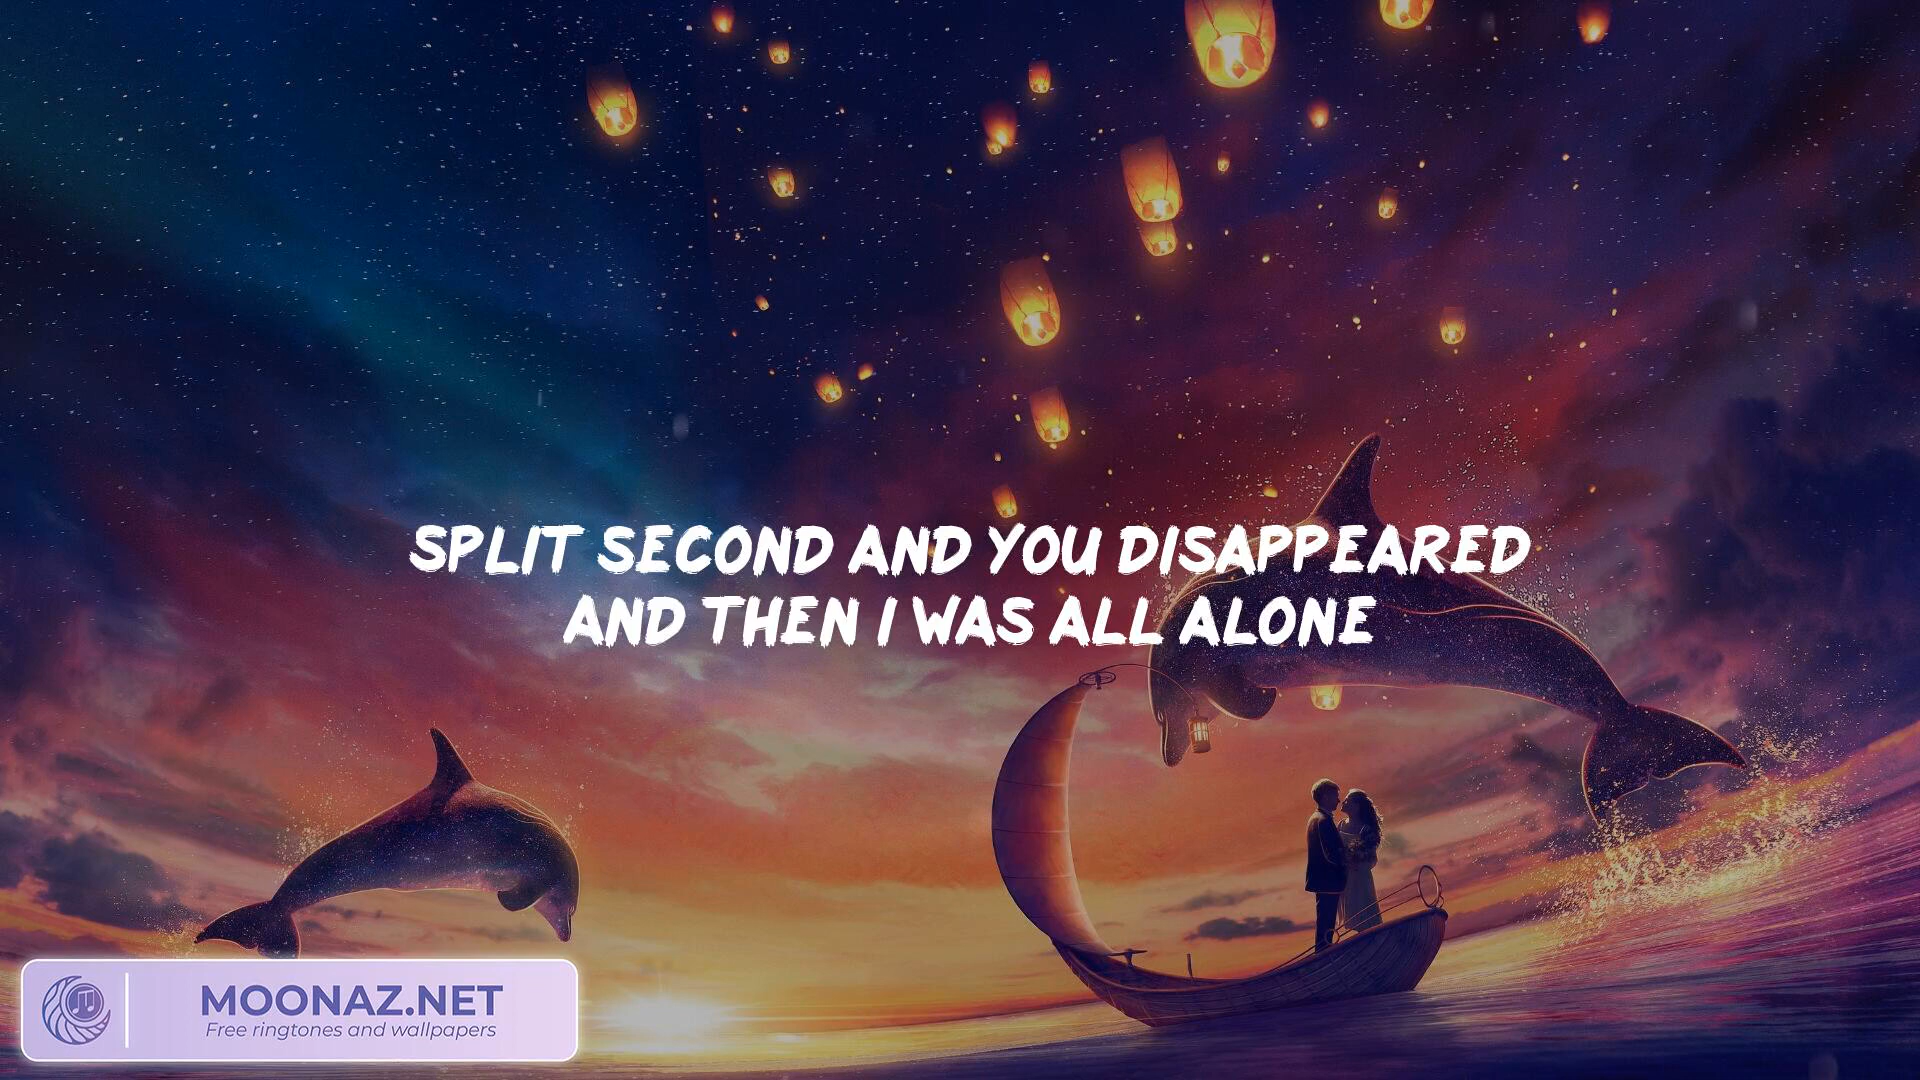 SPLIT SECOND AND YOU DISAPPEARED
AND THEN I WAS ALL ALONE
MOONAZ.NET
Free ringtones and wallpapers